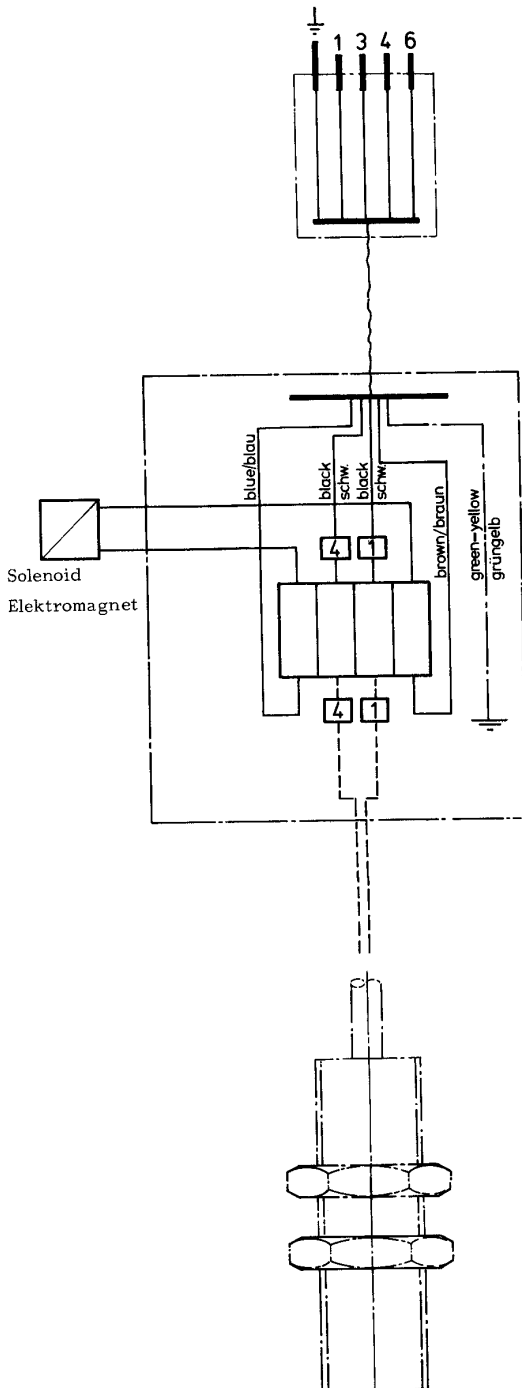 1 3 4 6
blue/blau
black
schw.
black
schw.
brown/braun
green-yellow
grüngelb
4 1
Solenoid
Elektromagnet
4 1